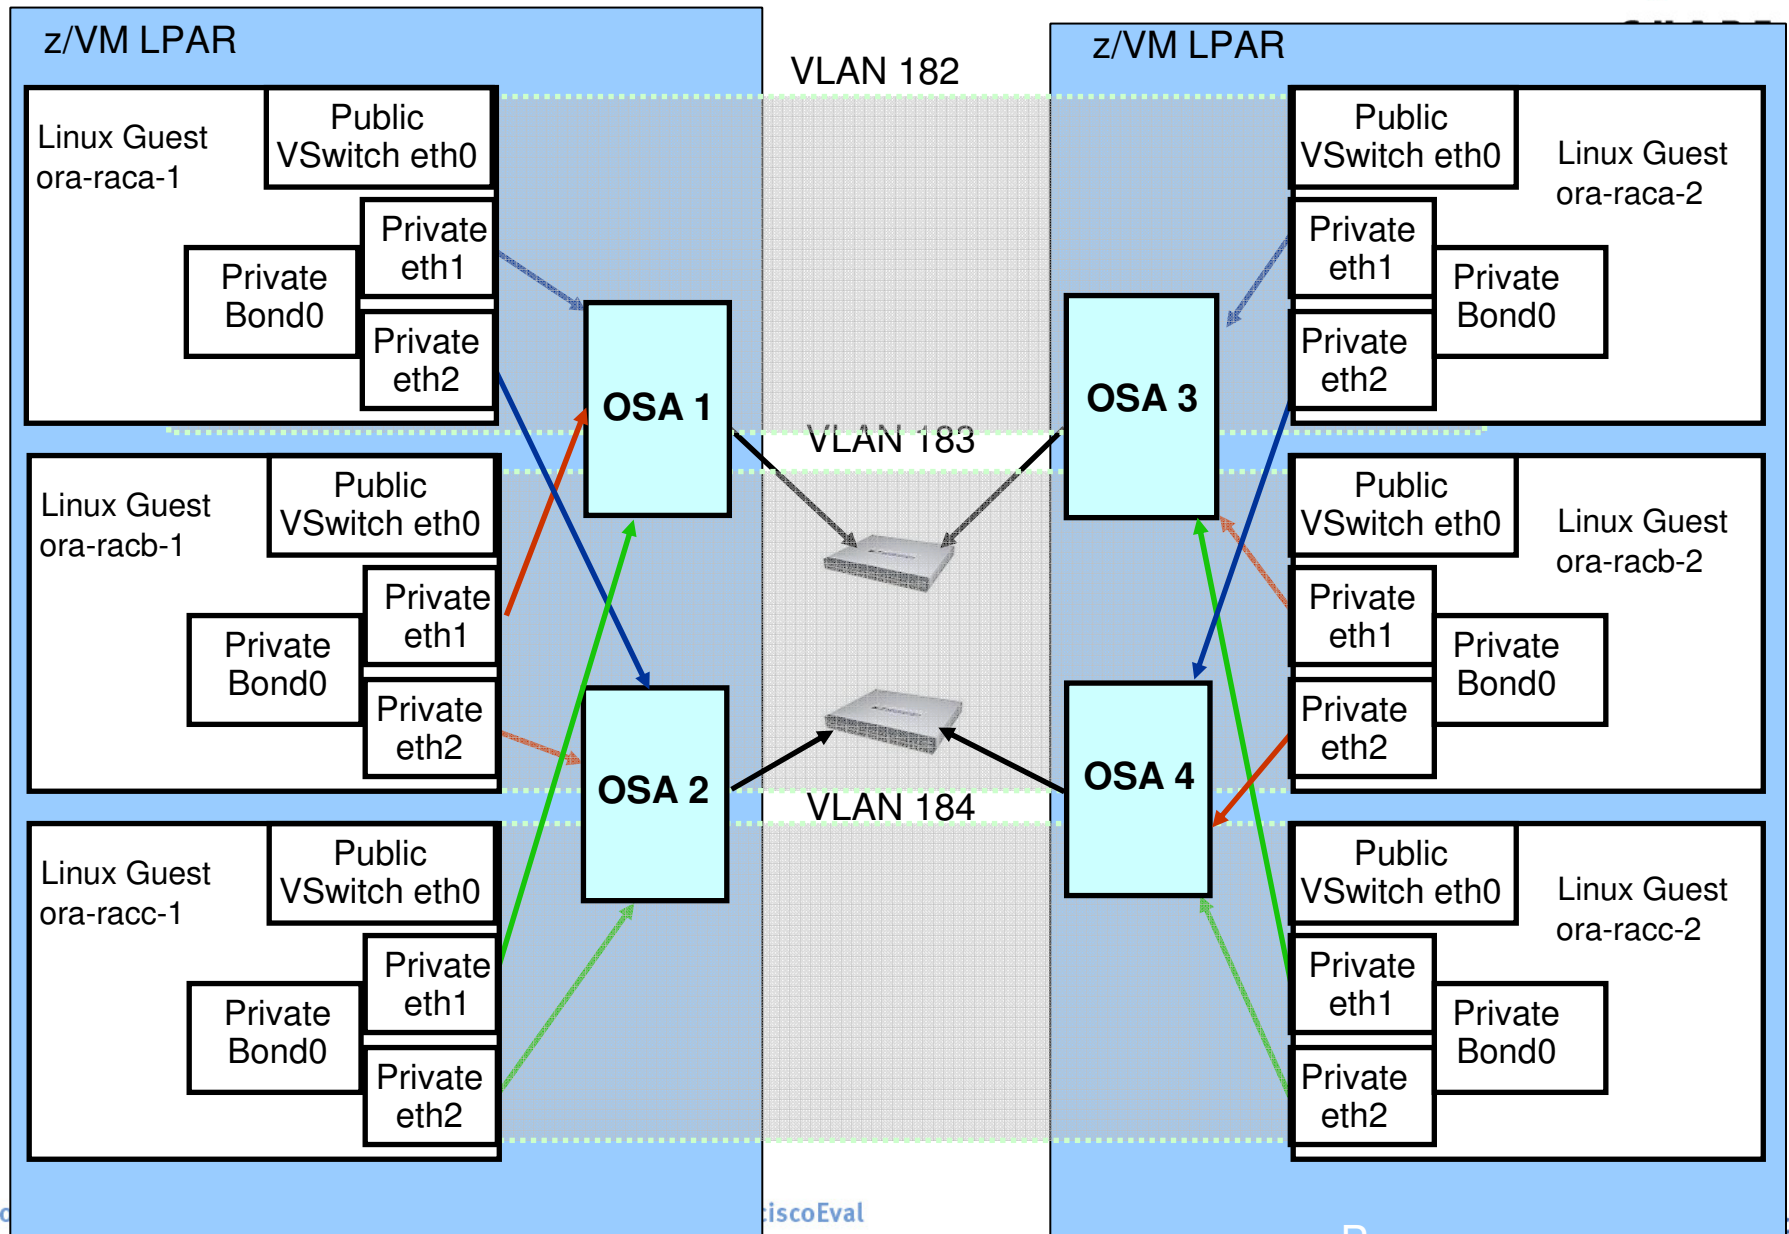 z/VM LPAR
Linux Guest
ora-raca-1
Public
VSwitch eth0
Private
eth1
Private
Bond0
Private
eth2
Linux Guest
ora-racb-1
Public
VSwitch eth0
Private
eth1
Private
Bond0
Private
eth2
Linux Guest
ora-racc-1
Public
VSwitch eth0
Private
eth1
Private
Bond0
Private
eth2
OSA 1
OSA 2
VLAN 182
VLAN 183
VLAN 184
z/VM LPAR
OSA 3
OSA 4
Public
VSwitch eth0
Linux Guest
ora-raca-2
Private
eth1
Private
Bond0
Private
eth2
Public
VSwitch eth0
Linux Guest
ora-racb-2
Private
eth1
Private
Bond0
Private
eth2
Public
VSwitch eth0
Linux Guest
ora-racc-2
Private
eth1
Private
Bond0
Private
eth2
ciscoEval